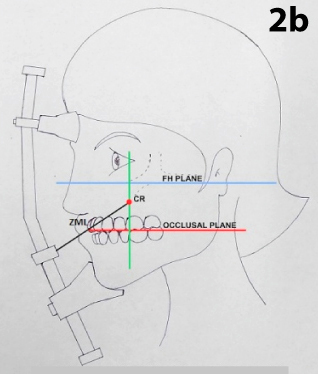 2b
FH PLANE
CR
ZMI
OCCLUSAL PLANE